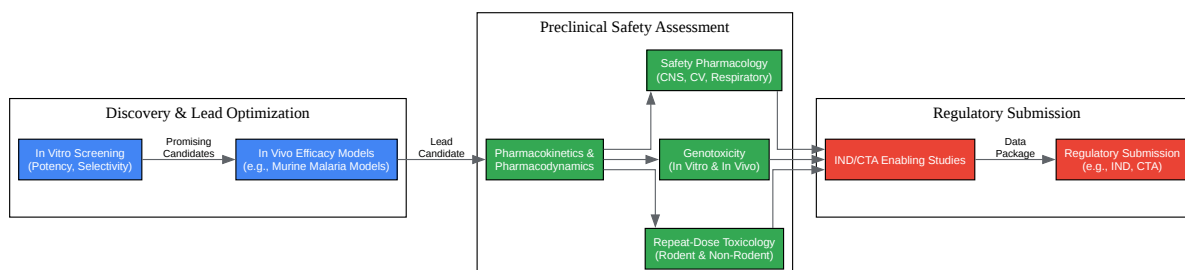 Discovery & Lead Optimization
In Vitro Screening
(Potency, Selectivity)
Promising
Candidates
In Vivo Efficacy Models
(e.g., Murine Malaria Models)
Lead
Candidate
Preclinical Safety Assessment
Pharmacokinetics &
Pharmacodynamics
Safety Pharmacology
(CNS, CV, Respiratory)
Genotoxicity
(In Vitro & In Vivo)
Repeat-Dose Toxicology
(Rodent & Non-Rodent)
Regulatory Submission
IND/CTA Enabling Studies
Data
Package
Regulatory Submission
(e.g., IND, CTA)